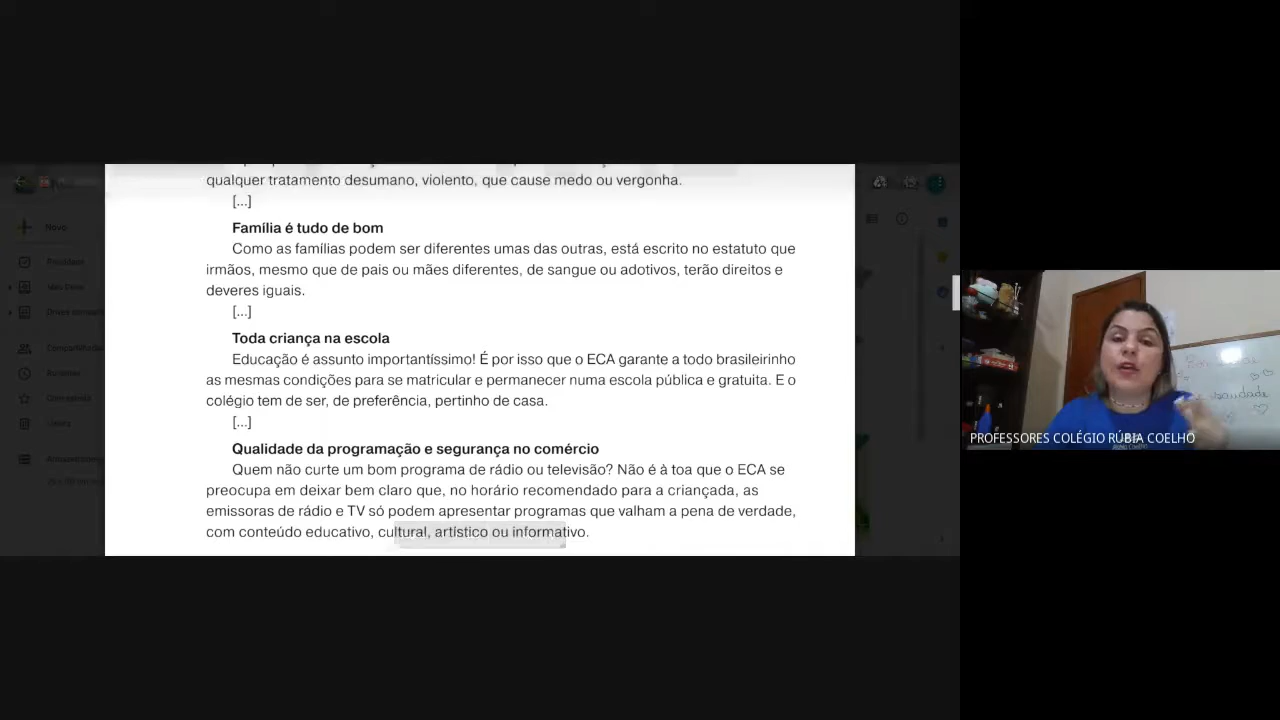 qualquer tratamento desumano, violento, que cause medo ou vergonha.
[...]
Família é tudo de bom
Como as famílias podem ser diferentes umas das outras, está escrito no estatuto que
irmãos, mesmo que de pais ou mães diferentes, de sangue ou adotivos, terão direitos e
deveres iguais.
[...]
Toda criança na escola
Educação é assunto importantíssimo! É por isso que o ECA garante a todo brasileirinho
as mesmas condições para se matricular e permanecer numa escola pública e gratuita. E o
colégio tem de ser, de preferência, pertinho de casa.
[...]
Qualidade da programação e segurança no comércio
Quem não curte um bom programa de rádio ou televisão? Não é à toa que o ECA se
preocupa em deixar bem claro que, no horário recomendado para a criançada, as
emissoras de rádio e TV só podem apresentar programas que valham a pena de verdade,
com conteúdo educativo, cultural, artístico ou informativo.
Novo
PROFESSORES COLÉGIO RÚBIA COELHO
saudade